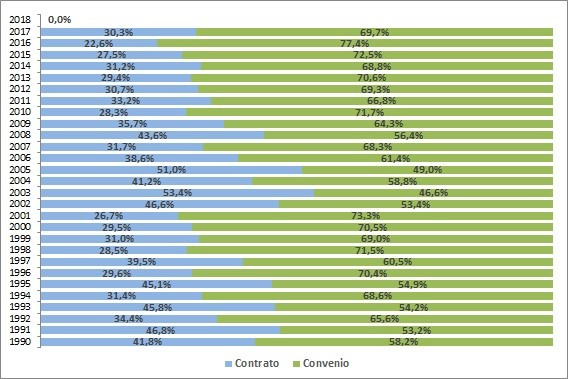 2018 0,0%
2017 30,3% 69,7%
2016 22,6% 77,4%
2015 27,5% 72,5%
2014 31,2% 68,8%
2013 29,4% 70,6%
2012 30,7% 69,3%
2011 33,2% 66,8%
2010 28,3% 71,7%
2009 35,7% 64,3%
2008 43,6% 56,4%
2007 31,7% 68,3%
2006 38,6% 61,4%
2005 51,0% 49,0%
2004 41,2% 58,8%
2003 53,4% 46,6%
2002 46,6% 53,4%
2001 26,7% 73,3%
2000 29,5% 70,5%
1999 31,0% 69,0%
1998 28,5% 71,5%
1997 39,5% 60,5%
1996 29,6% 70,4%
1995 45,1% 54,9%
1994 31,4% 68,6%
1993 45,8% 54,2%
1992 34,4% 65,6%
1991 46,8% 53,2%
1990 41,8% 58,2%
Contrato Convenio